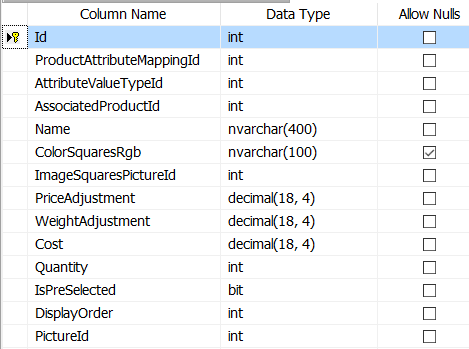 Column Name Data Type Allow Nulls
Id int
ProductAttributeMappingId int
AttributeValueTypeId int
AssociatedProductId int
Name nvarchar(400)
ColorSquaresRgb nvarchar(100)
ImageSquaresPictureId int
PriceAdjustment decimal(18, 4)
WeightAdjustment decimal(18, 4)
Cost decimal(18, 4)
Quantity int
IsPreSelected bit
DisplayOrder int
PictureId int